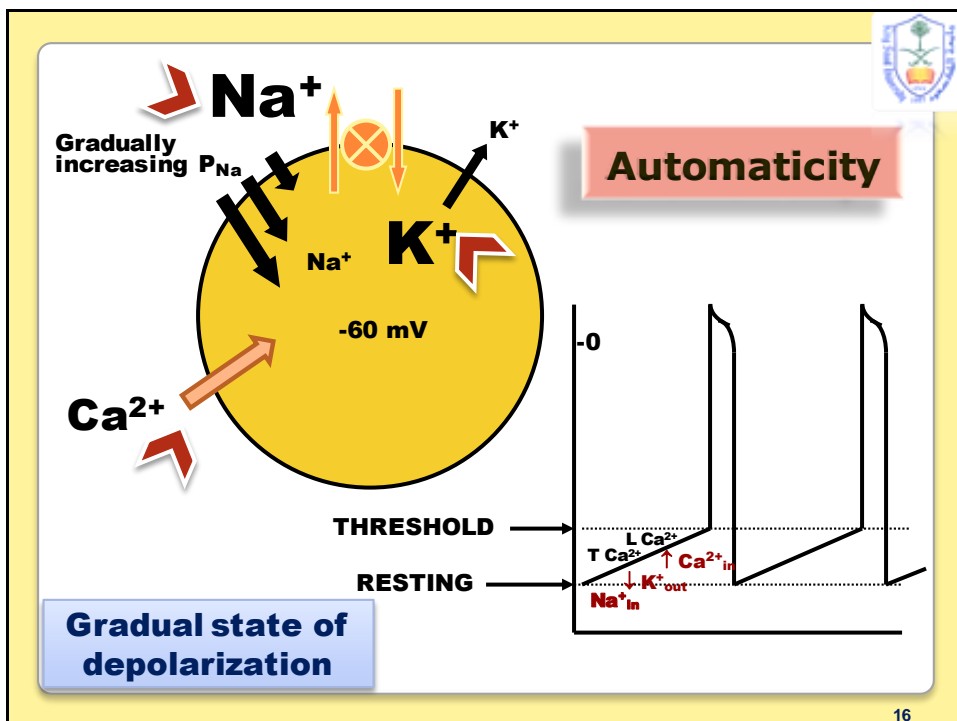 Na⁺
Gradually
increasing P_Na
K⁺
Automaticity
K⁺
Na⁺
-60 mV
-0
Ca²⁺
THRESHOLD
L Ca²⁺
T Ca²⁺
↑ Ca²⁺in
RESTING
↓ K⁺out
Na⁺in
Gradual state of
depolarization
16